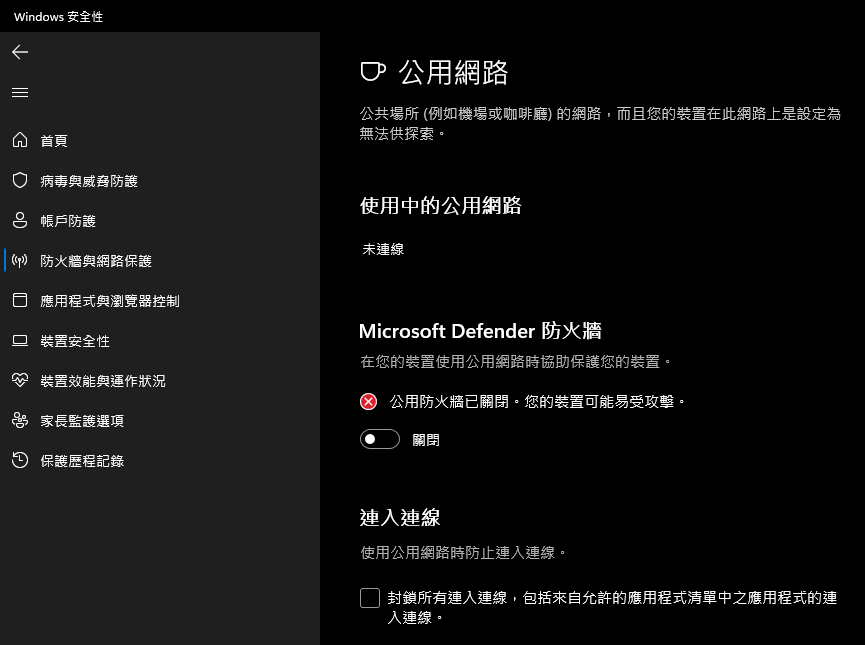 Windows 安全性
首頁
病毒與威脅防護
帳戶防護
防火牆與網路保護
應用程式與瀏覽器控制
裝置安全性
裝置效能與運作狀況
家長監護選項
保護歷程記錄
公用網路
公共場所 (例如機場或咖啡廳) 的網路，而且您的裝置在此網路上是設定為
無法供探索。
使用中的公用網路
未連線
Microsoft Defender 防火牆
在您的裝置使用公用網路時協助保護您的裝置。
公用防火牆已關閉。您的裝置可能易受攻擊。
關閉
連入連線
使用公用網路時防止連入連線。
封鎖所有連入連線，包括來自允許的應用程式清單中之應用程式的連
入連線。